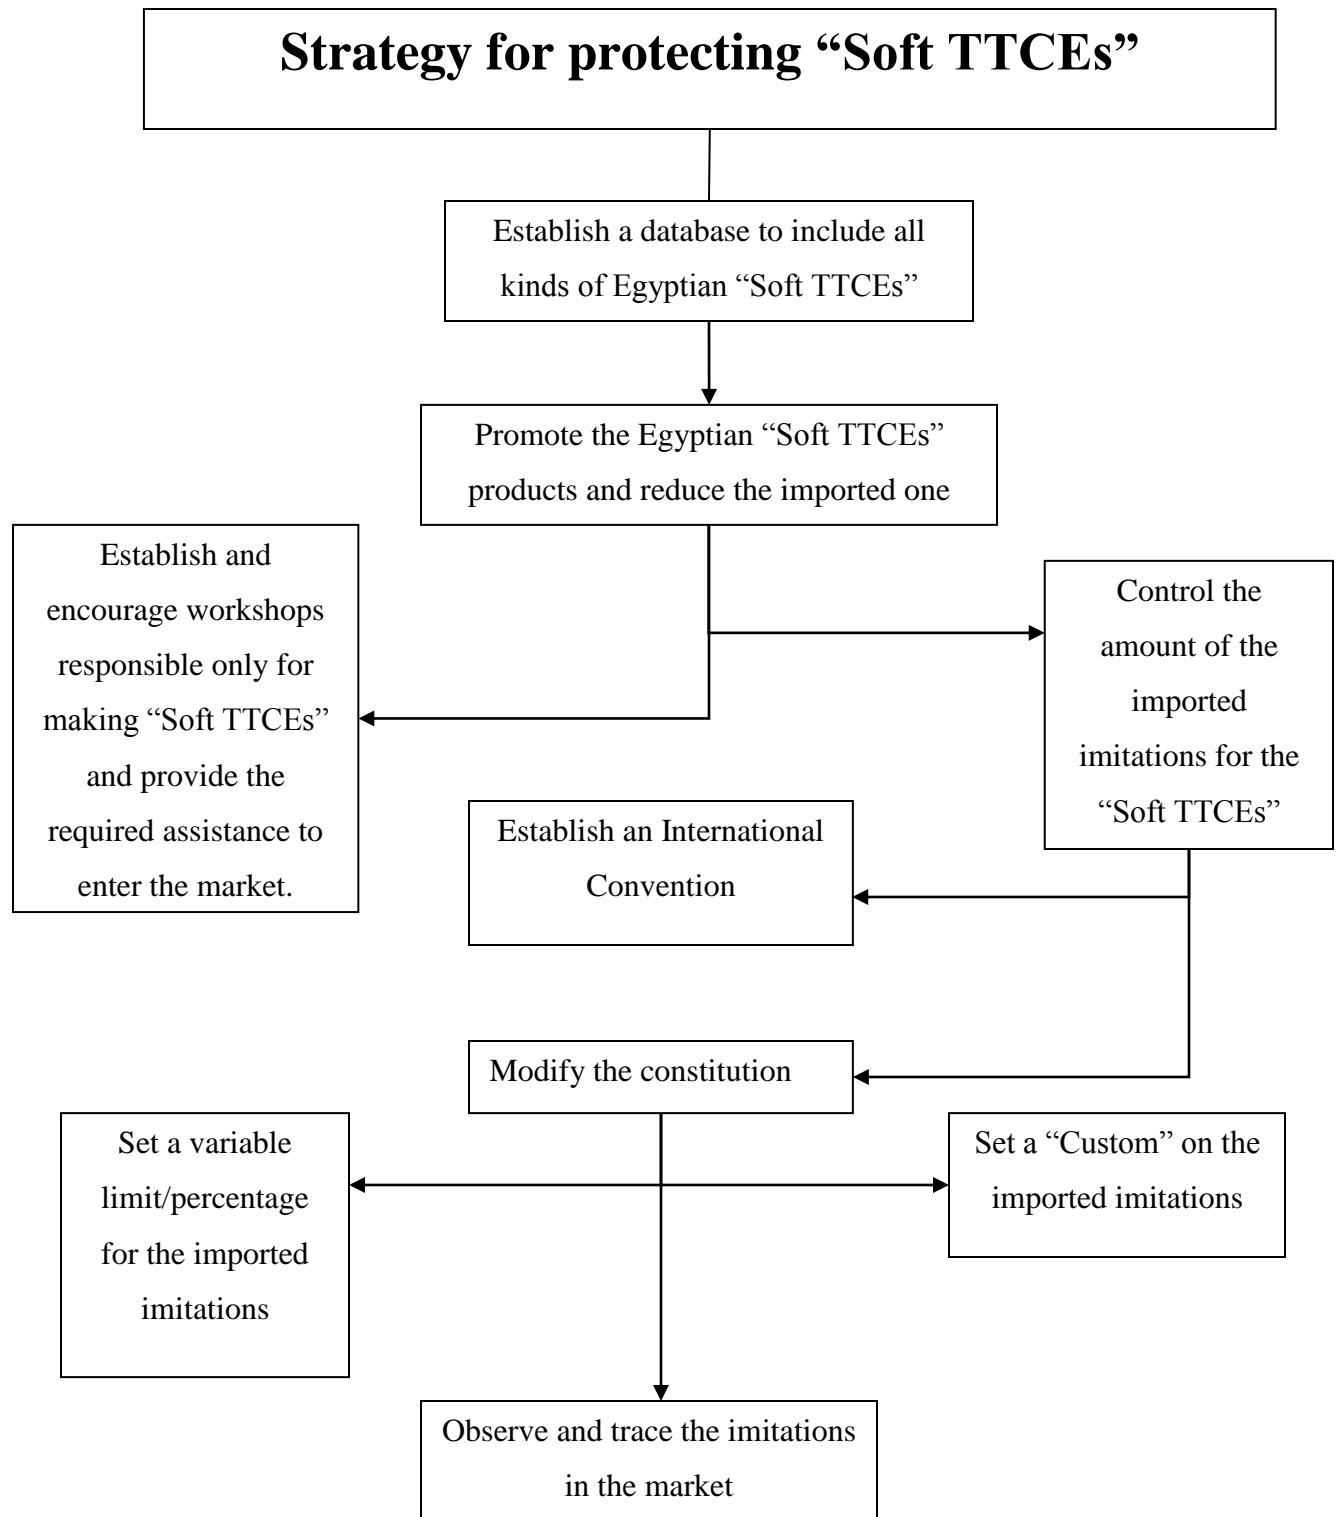 Strategy for protecting “Soft TTCEs”
Establish a database to include all
kinds of Egyptian “Soft TTCEs”
Promote the Egyptian “Soft TTCEs”
products and reduce the imported one
Establish and
encourage workshops
responsible only for
making “Soft TTCEs”
and provide the
required assistance to
enter the market.
Control the
amount of the
imported
imitations for the
“Soft TTCEs”
Establish an International
Convention
Modify the constitution
Set a variable
limit/percentage
for the imported
imitations
Set a “Custom” on the
imported imitations
Observe and trace the imitations
in the market